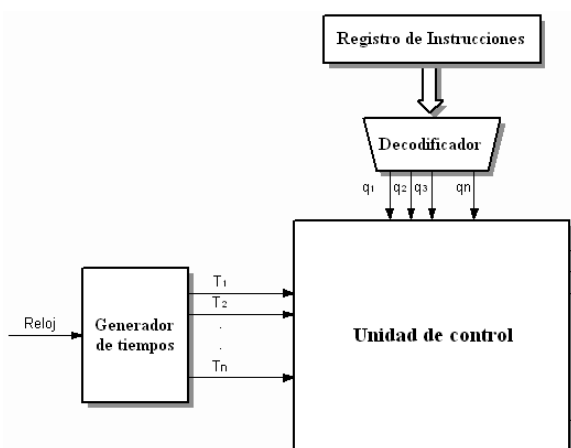 Registro de Instrucciones
Decodificador
q1 q2 q3 qn
T1
T2
.
.
Tn
Reloj
Generador
de tiempos
Unidad de control